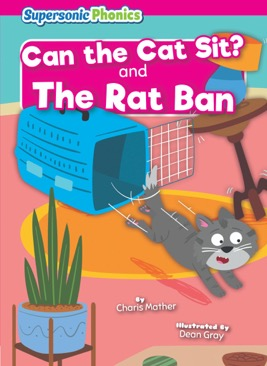 Supersonic Phonics
Can the Cat Sit?
and
The Rat Ban
By
Charis Mather
Illustrated By
Dean Gray